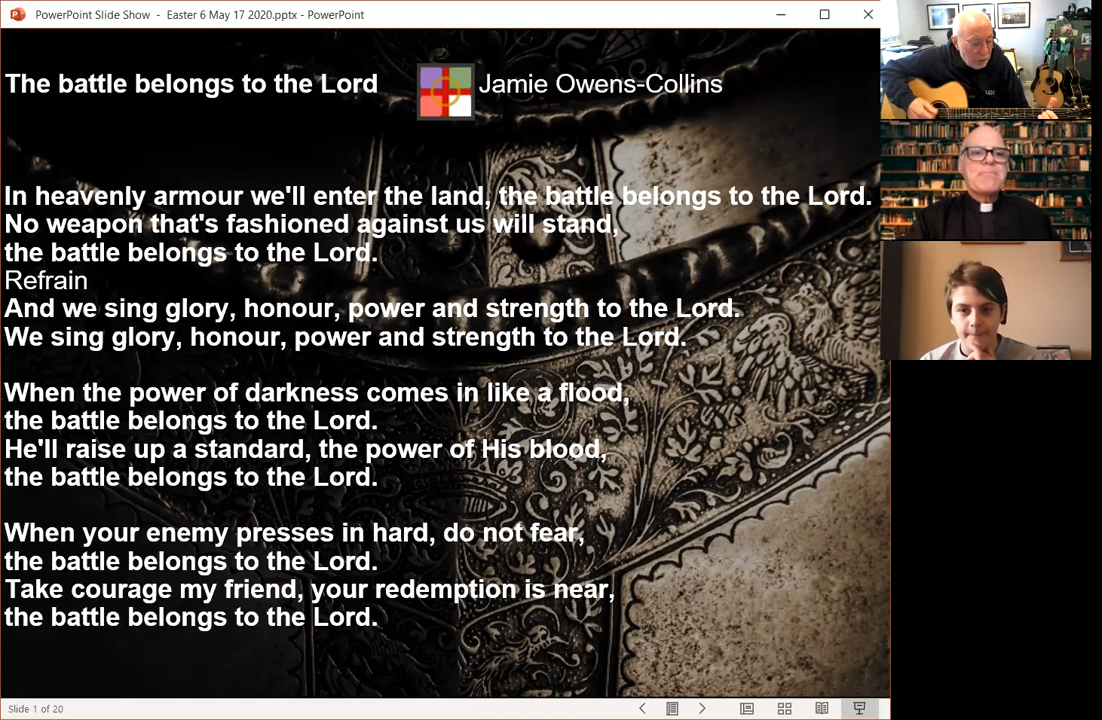 PowerPoint Slide Show - Easter 6 May 17 2020.pptx - PowerPoint
The battle belongs to the Lord
Jamie Owens-Collins
In heavenly armour we'll enter the land, the battle belongs to the Lord.
No weapon that's fashioned against us will stand,
the battle belongs to the Lord.
Refrain
And we sing glory, honour, power and strength to the Lord.
We sing glory, honour, power and strength to the Lord.
When the power of darkness comes in like a flood,
the battle belongs to the Lord.
He'll raise up a standard, the power of His blood,
the battle belongs to the Lord.
When your enemy presses in hard, do not fear,
the battle belongs to the Lord.
Take courage my friend, your redemption is near,
the battle belongs to the Lord.
Slide 1 of 20